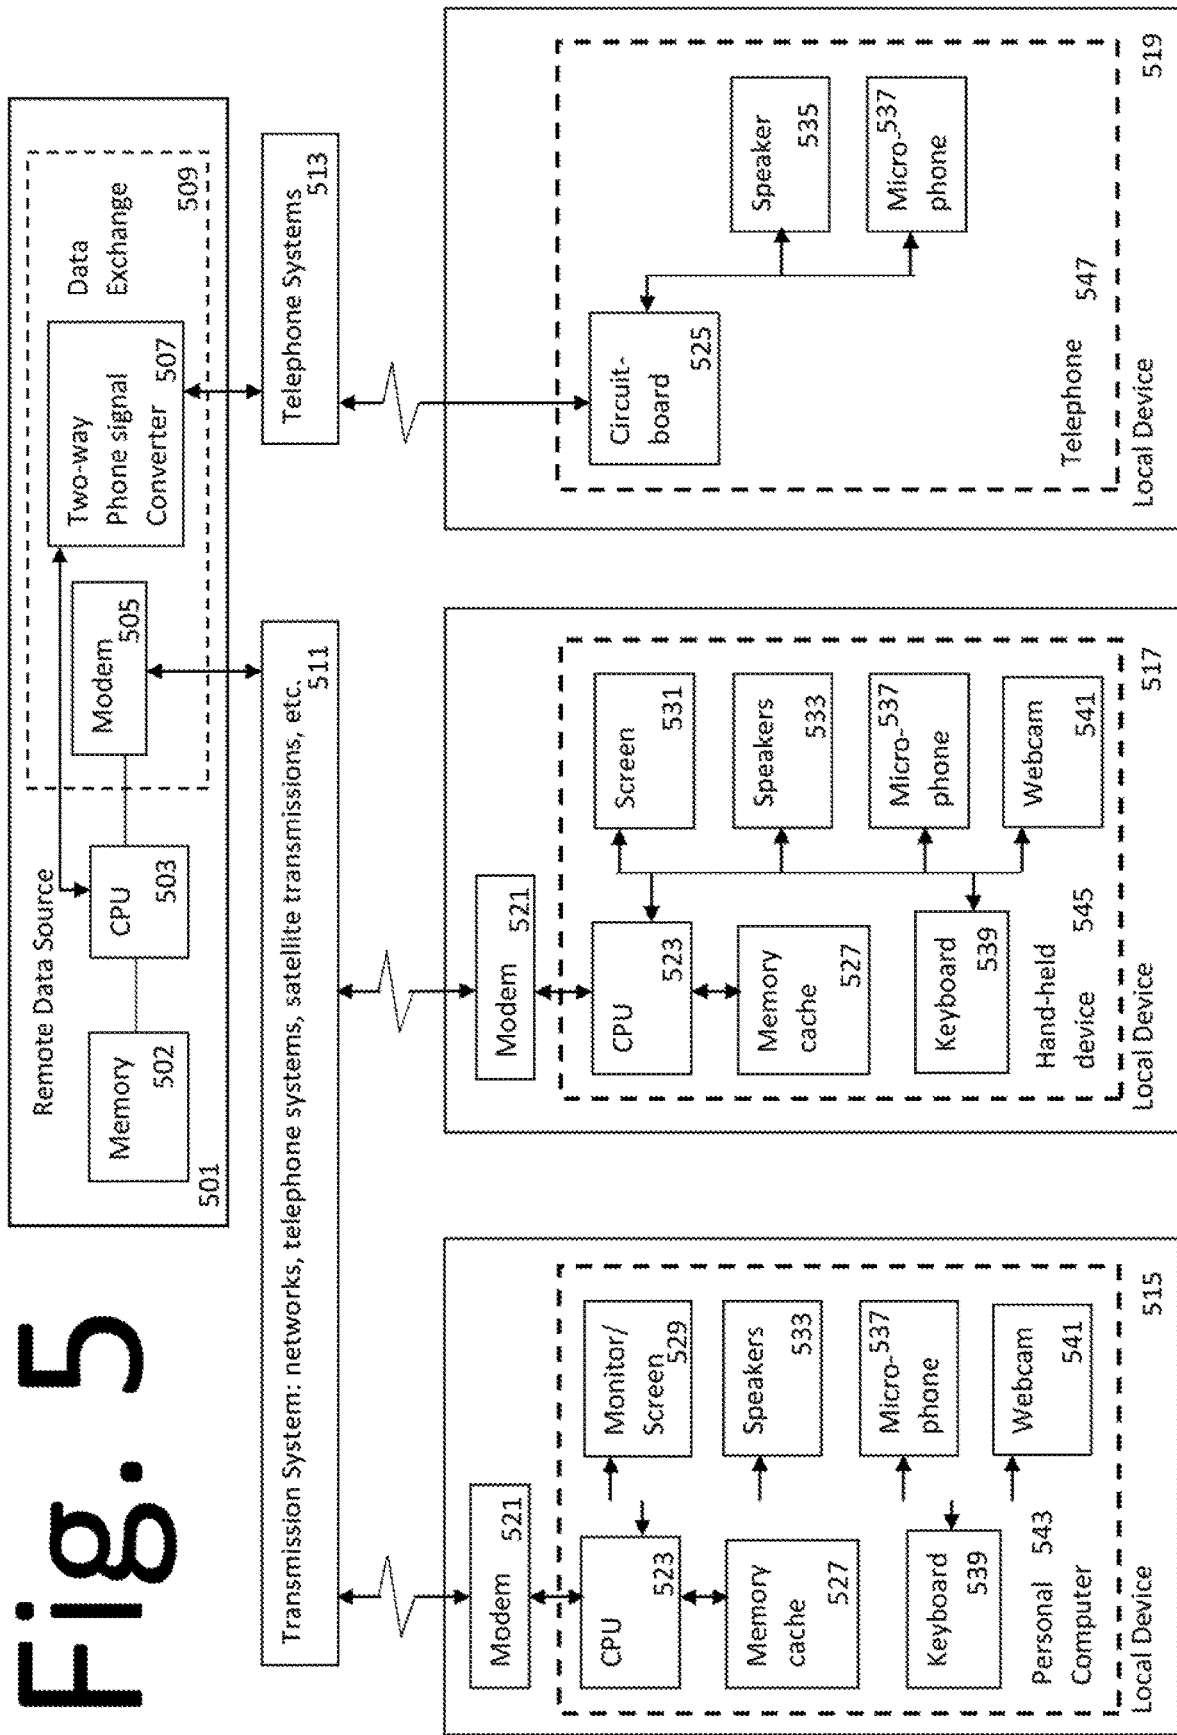 Fig. 5
Remote Data Source
Memory
502
CPU
503
Modem
505
Two-way
Phone signal
Converter
507
Data
Exchange
509
501
Transmission System: networks, telephone systems, satellite transmissions, etc.
511
Telephone Systems
513
Modem
521
CPU
523
Memory
cache
527
Monitor/
Screen
529
Speakers
533
Micro-
537
phone
Keyboard
539
Webcam
541
Personal
543
Computer
Local Device
515
Modem
521
CPU
523
Memory
cache
527
Screen
531
Speakers
533
Micro-
537
phone
Keyboard
539
Webcam
541
Hand-held
device
545
Local Device
517
Circuit-
board
525
Speaker
535
Micro-
537
phone
Telephone
547
Local Device
519